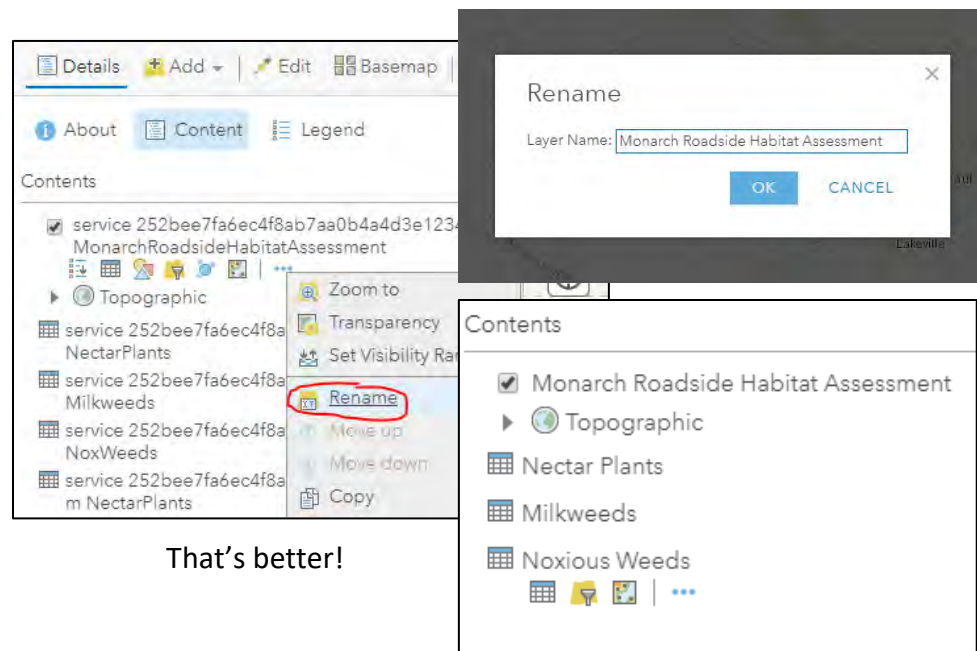 Details Add Edit Basemap
About Content Legend
Contents
service 252bee7fa6ec4f8ab7aa0b4a4d3e1234
MonarchRoadsideHabitatAssessment
Topographic
service 252bee7fa6ec4f8a
NectarPlants
service 252bee7fa6ec4f8a
Milkweeds
service 252bee7fa6ec4f8a
NoxWeeds
service 252bee7fa6ec4f8a
m NectarPlants
Zoom to
Transparency
Set Visibility Ra
Rename
Move up
Move down
Copy
That's better!
Rename
Layer Name: Monarch Roadside Habitat Assessment
OK CANCEL
Lakeville
Contents
Monarch Roadside Habitat Assessment
Topographic
Nectar Plants
Milkweeds
Noxious Weeds